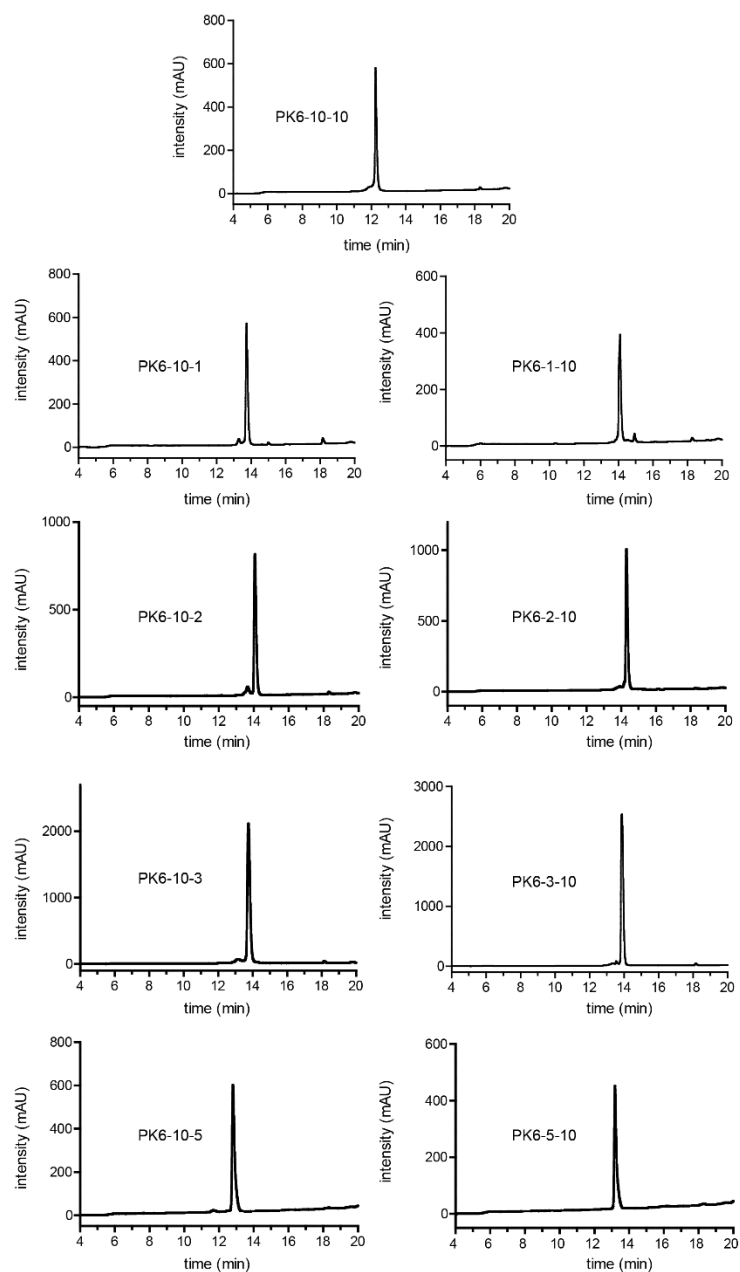 800
600
400
200
0
intensity (mAU)
PK6-10-10
4 6 8 10 12 14 16 18 20
time (min)
800
600
400
200
0
intensity (mAU)
PK6-10-1
4 6 8 10 12 14 16 18 20
time (min)
600
400
200
0
intensity (mAU)
PK6-1-10
4 6 8 10 12 14 16 18 20
time (min)
1000
500
0
intensity (mAU)
PK6-10-2
4 6 8 10 12 14 16 18 20
time (min)
1000
500
0
intensity (mAU)
PK6-2-10
4 6 8 10 12 14 16 18 20
time (min)
2000
1000
0
intensity (mAU)
PK6-10-3
4 6 8 10 12 14 16 18 20
time (min)
3000
2000
1000
0
intensity (mAU)
PK6-3-10
4 6 8 10 12 14 16 18 20
time (min)
800
600
400
200
0
intensity (mAU)
PK6-10-5
4 6 8 10 12 14 16 18 20
time (min)
600
400
200
0
intensity (mAU)
PK6-5-10
4 6 8 10 12 14 16 18 20
time (min)